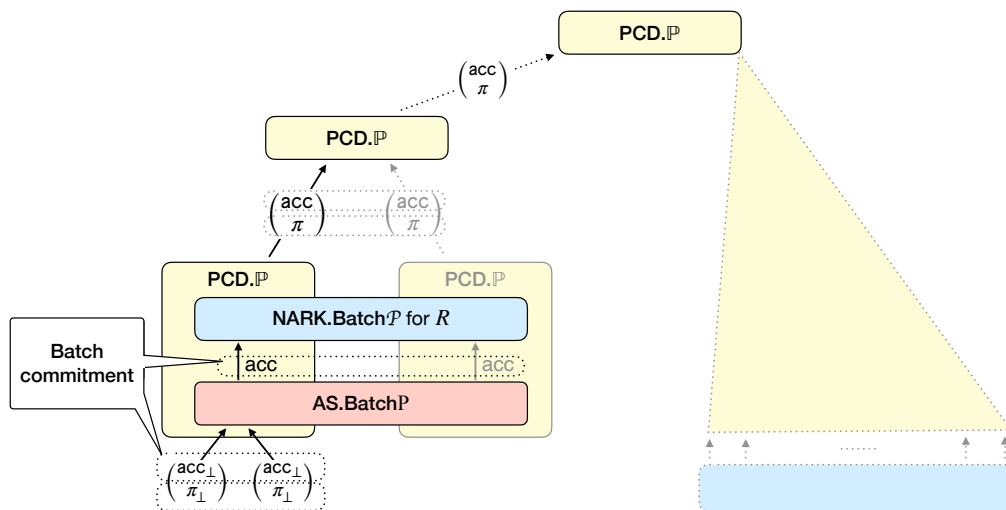 PCD.ℙ
(acc π)
PCD.ℙ
(acc π) (acc π)
PCD.ℙ PCD.ℙ
NARK.Batch𝒫 for R
Batch
commitment
acc acc
AS.BatchP
(acc⊥ π⊥) (acc⊥ π⊥)
......